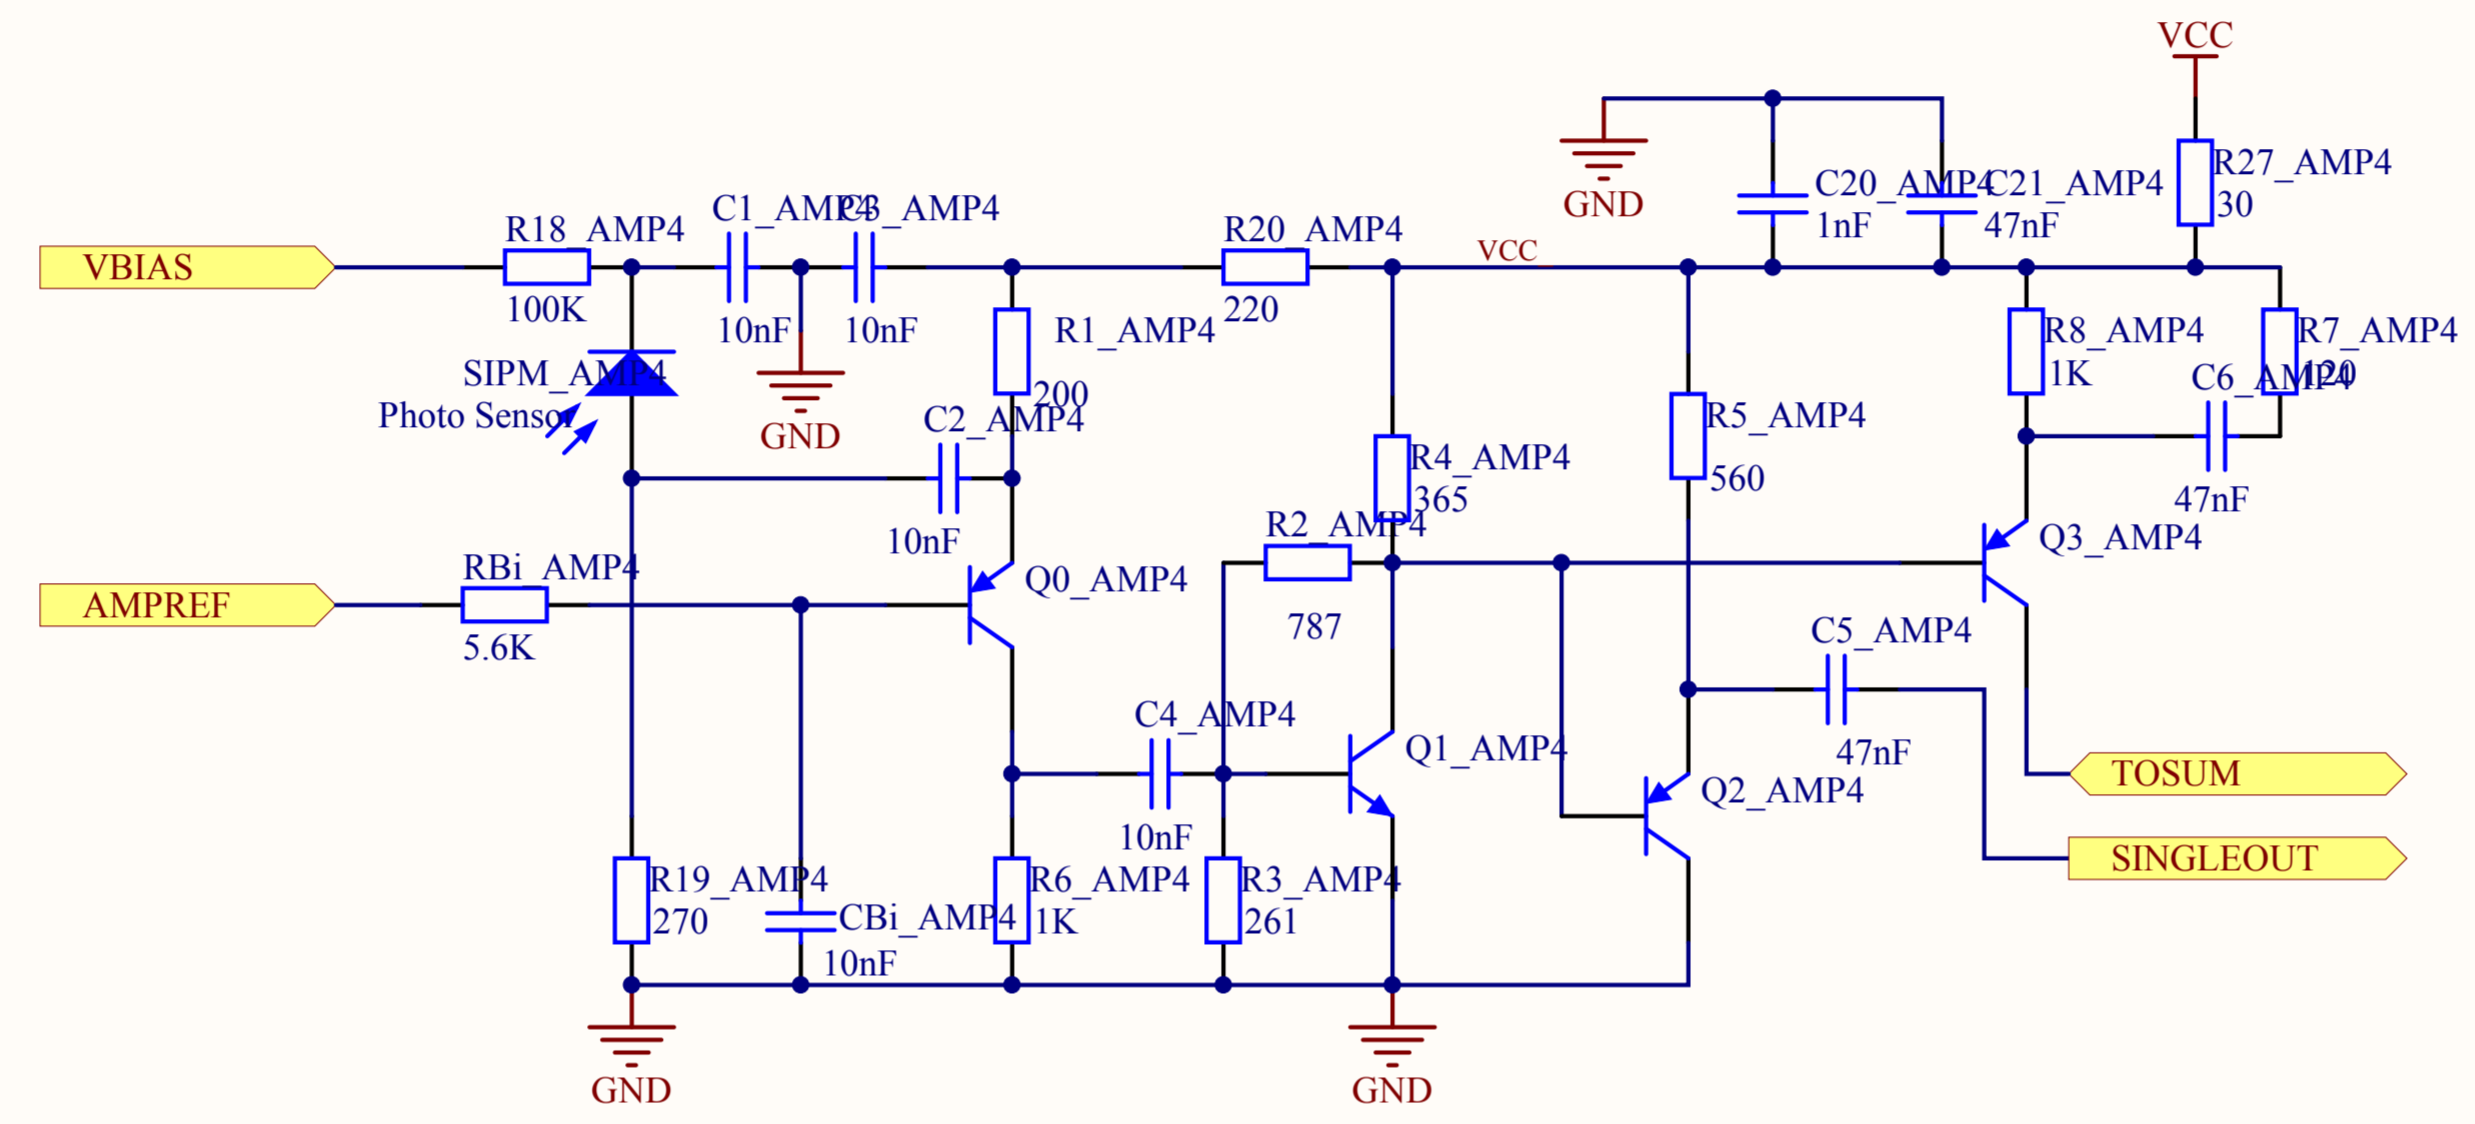 VCC
R27_AMP4
30
C20_AMP4
1nF
C21_AMP4
47nF
GND
VBIAS
R18_AMP4
100K
C1_AMP4
10nF
C3_AMP4
10nF
GND
R20_AMP4
220
VCC
R1_AMP4
200
SIPM_AMP4
Photo Sensor
C2_AMP4
10nF
R4_AMP4
365
R5_AMP4
560
R8_AMP4
1K
R7_AMP4
120
C6_AMP4
47nF
Q3_AMP4
AMPREF
RBi_AMP4
5.6K
Q0_AMP4
R2_AMP4
787
C5_AMP4
47nF
C4_AMP4
10nF
Q1_AMP4
Q2_AMP4
TOSUM
SINGLEOUT
R19_AMP4
270
CBi_AMP4
10nF
R6_AMP4
1K
R3_AMP4
261
GND
GND